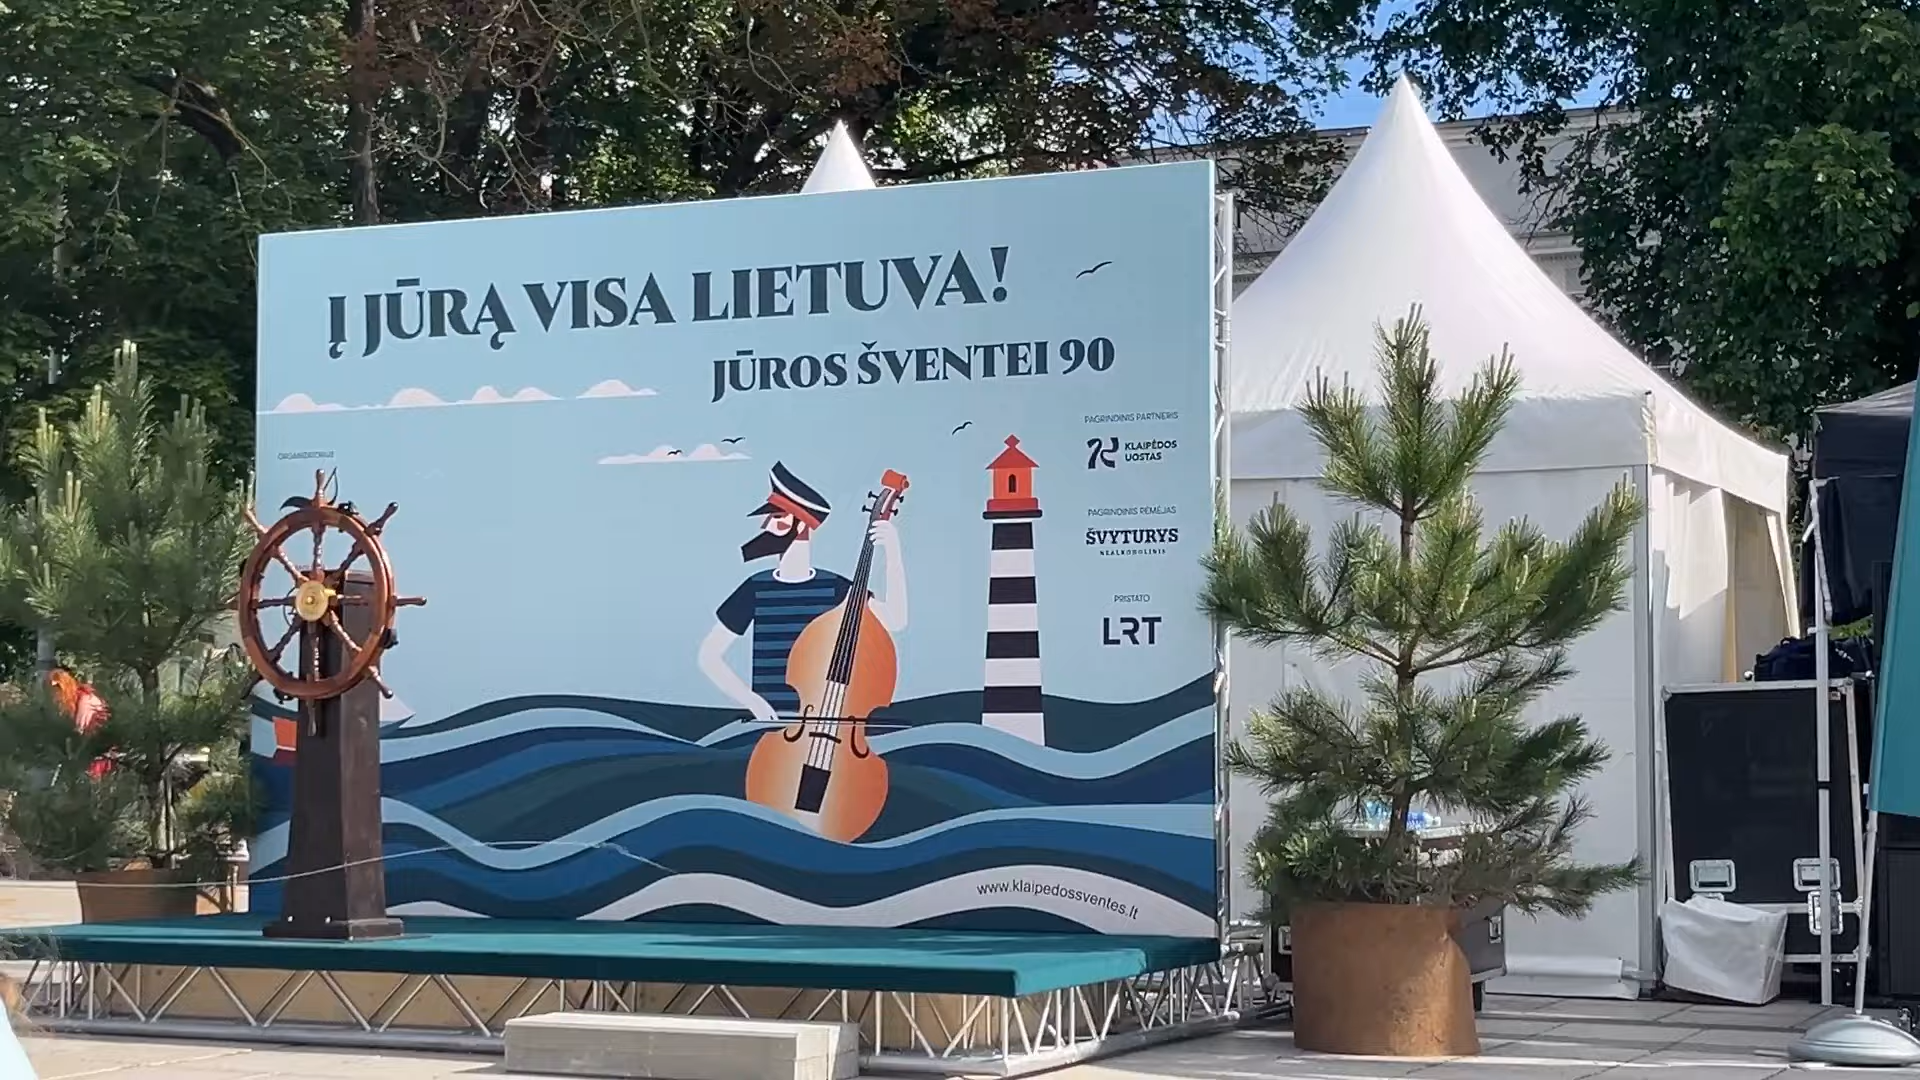 Į JŪRĄ VISA LIETUVA!
JŪROS ŠVENTEI 90
ORGANIZATORIUS
PAGRINDINIS PARTNERIS
KLAIPĖDOS
UOSTAS
PAGRINDINIS RĖMĖJAS
ŠVYTURYS
NEALKOHOLINIS
PRISTATO
LRT
www.klaipedossventes.lt